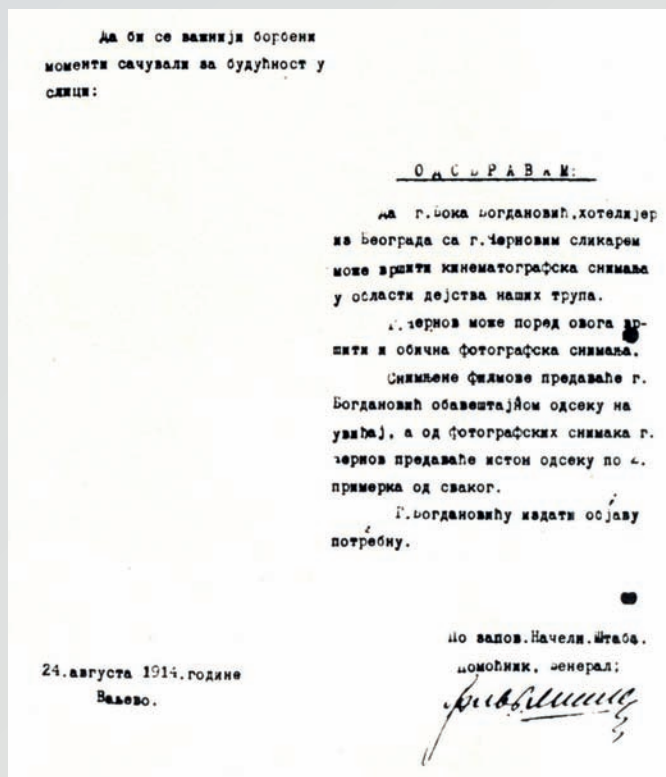 Да би се важнији борбени
моменти сачували за будућност у
слици:
ОДОБРАВАМ:
Да г.Ђока Богдановић,хотелијер
из Београда са г.Черновим сликарем
може вршити кинематографска снимања
у области дејства наших трупа.
Г.Чернов може поред овога вр-
шити и обична фотографска снимања.
Снимљене филмове предаваће г.
Богдановић обавештајном одсеку на
увиђај, а од фотографских снимака г.
Чернов предаваће истом одсеку по 2.
примерка од сваког.
Г.Богдановићу издати објаву
потребну.
По запов.Начелн.Штаба.
Помоћник, Ђенерал;
24.августа 1914.године
Ваљево.